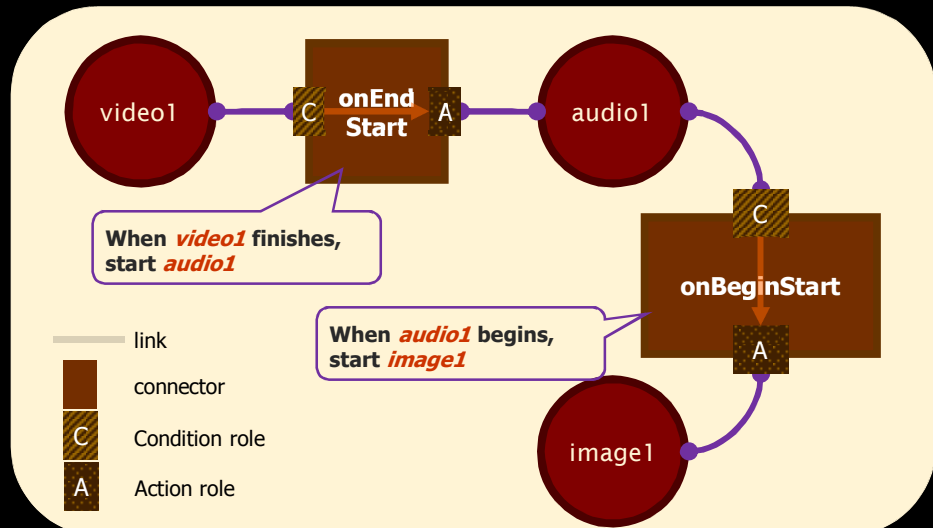 video1
C
onEnd
Start
A
audio1
When video1 finishes,
start audio1
C
onBeginStart
A
When audio1 begins,
start image1
image1
link
connector
C
Condition role
A
Action role